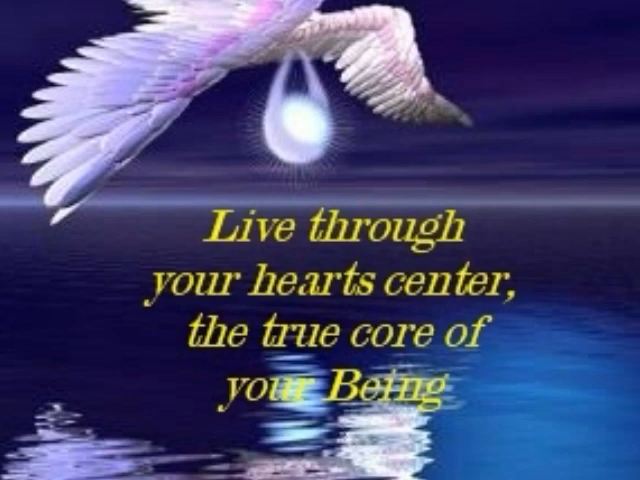 Live through
your hearts center,
the true core of
your Being